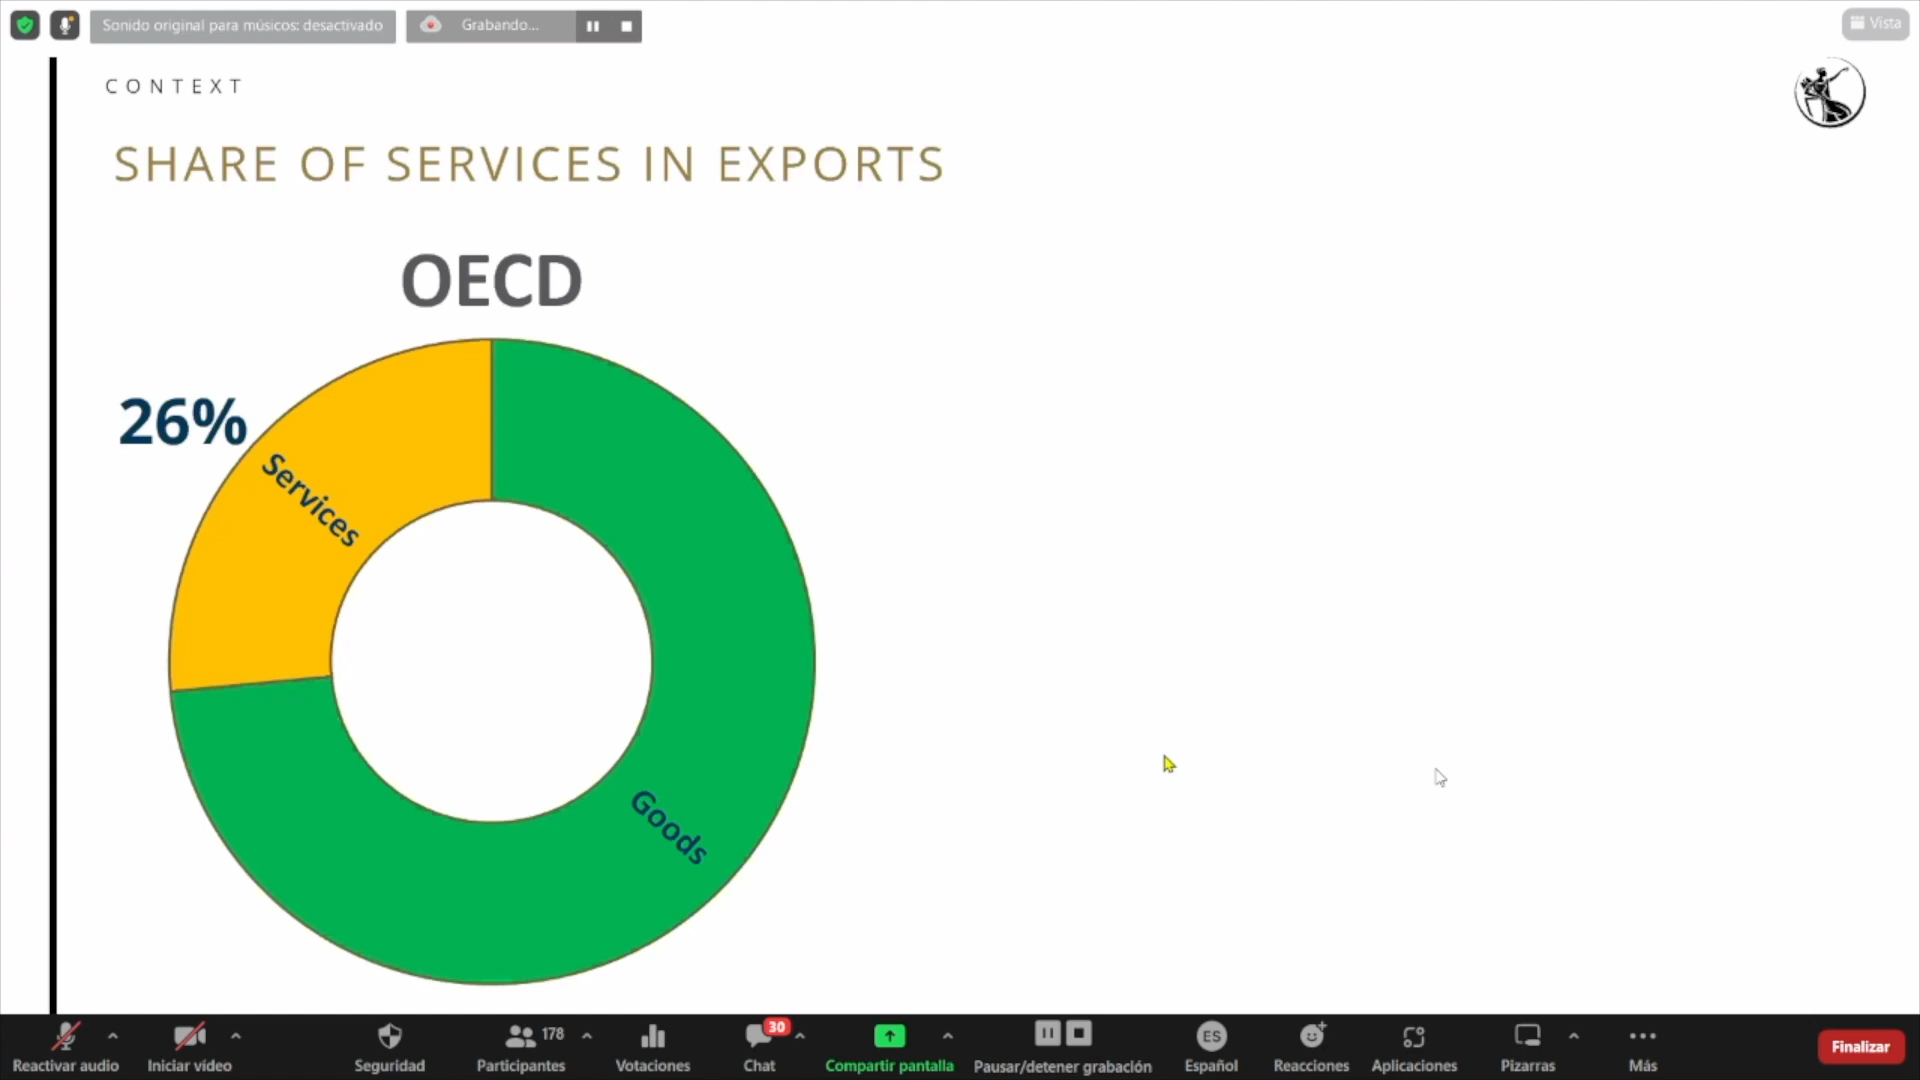 Sonido original para músicos: desactivado
Grabando...
Vista
CONTEXT
SHARE OF SERVICES IN EXPORTS
OECD
26%
Services
Goods
Reactivar audio
Iniciar vídeo
Seguridad
178
Participantes
Votaciones
30
Chat
Compartir pantalla
Pausar/detener grabación
ES
Español
Reacciones
Aplicaciones
Pizarras
Más
Finalizar